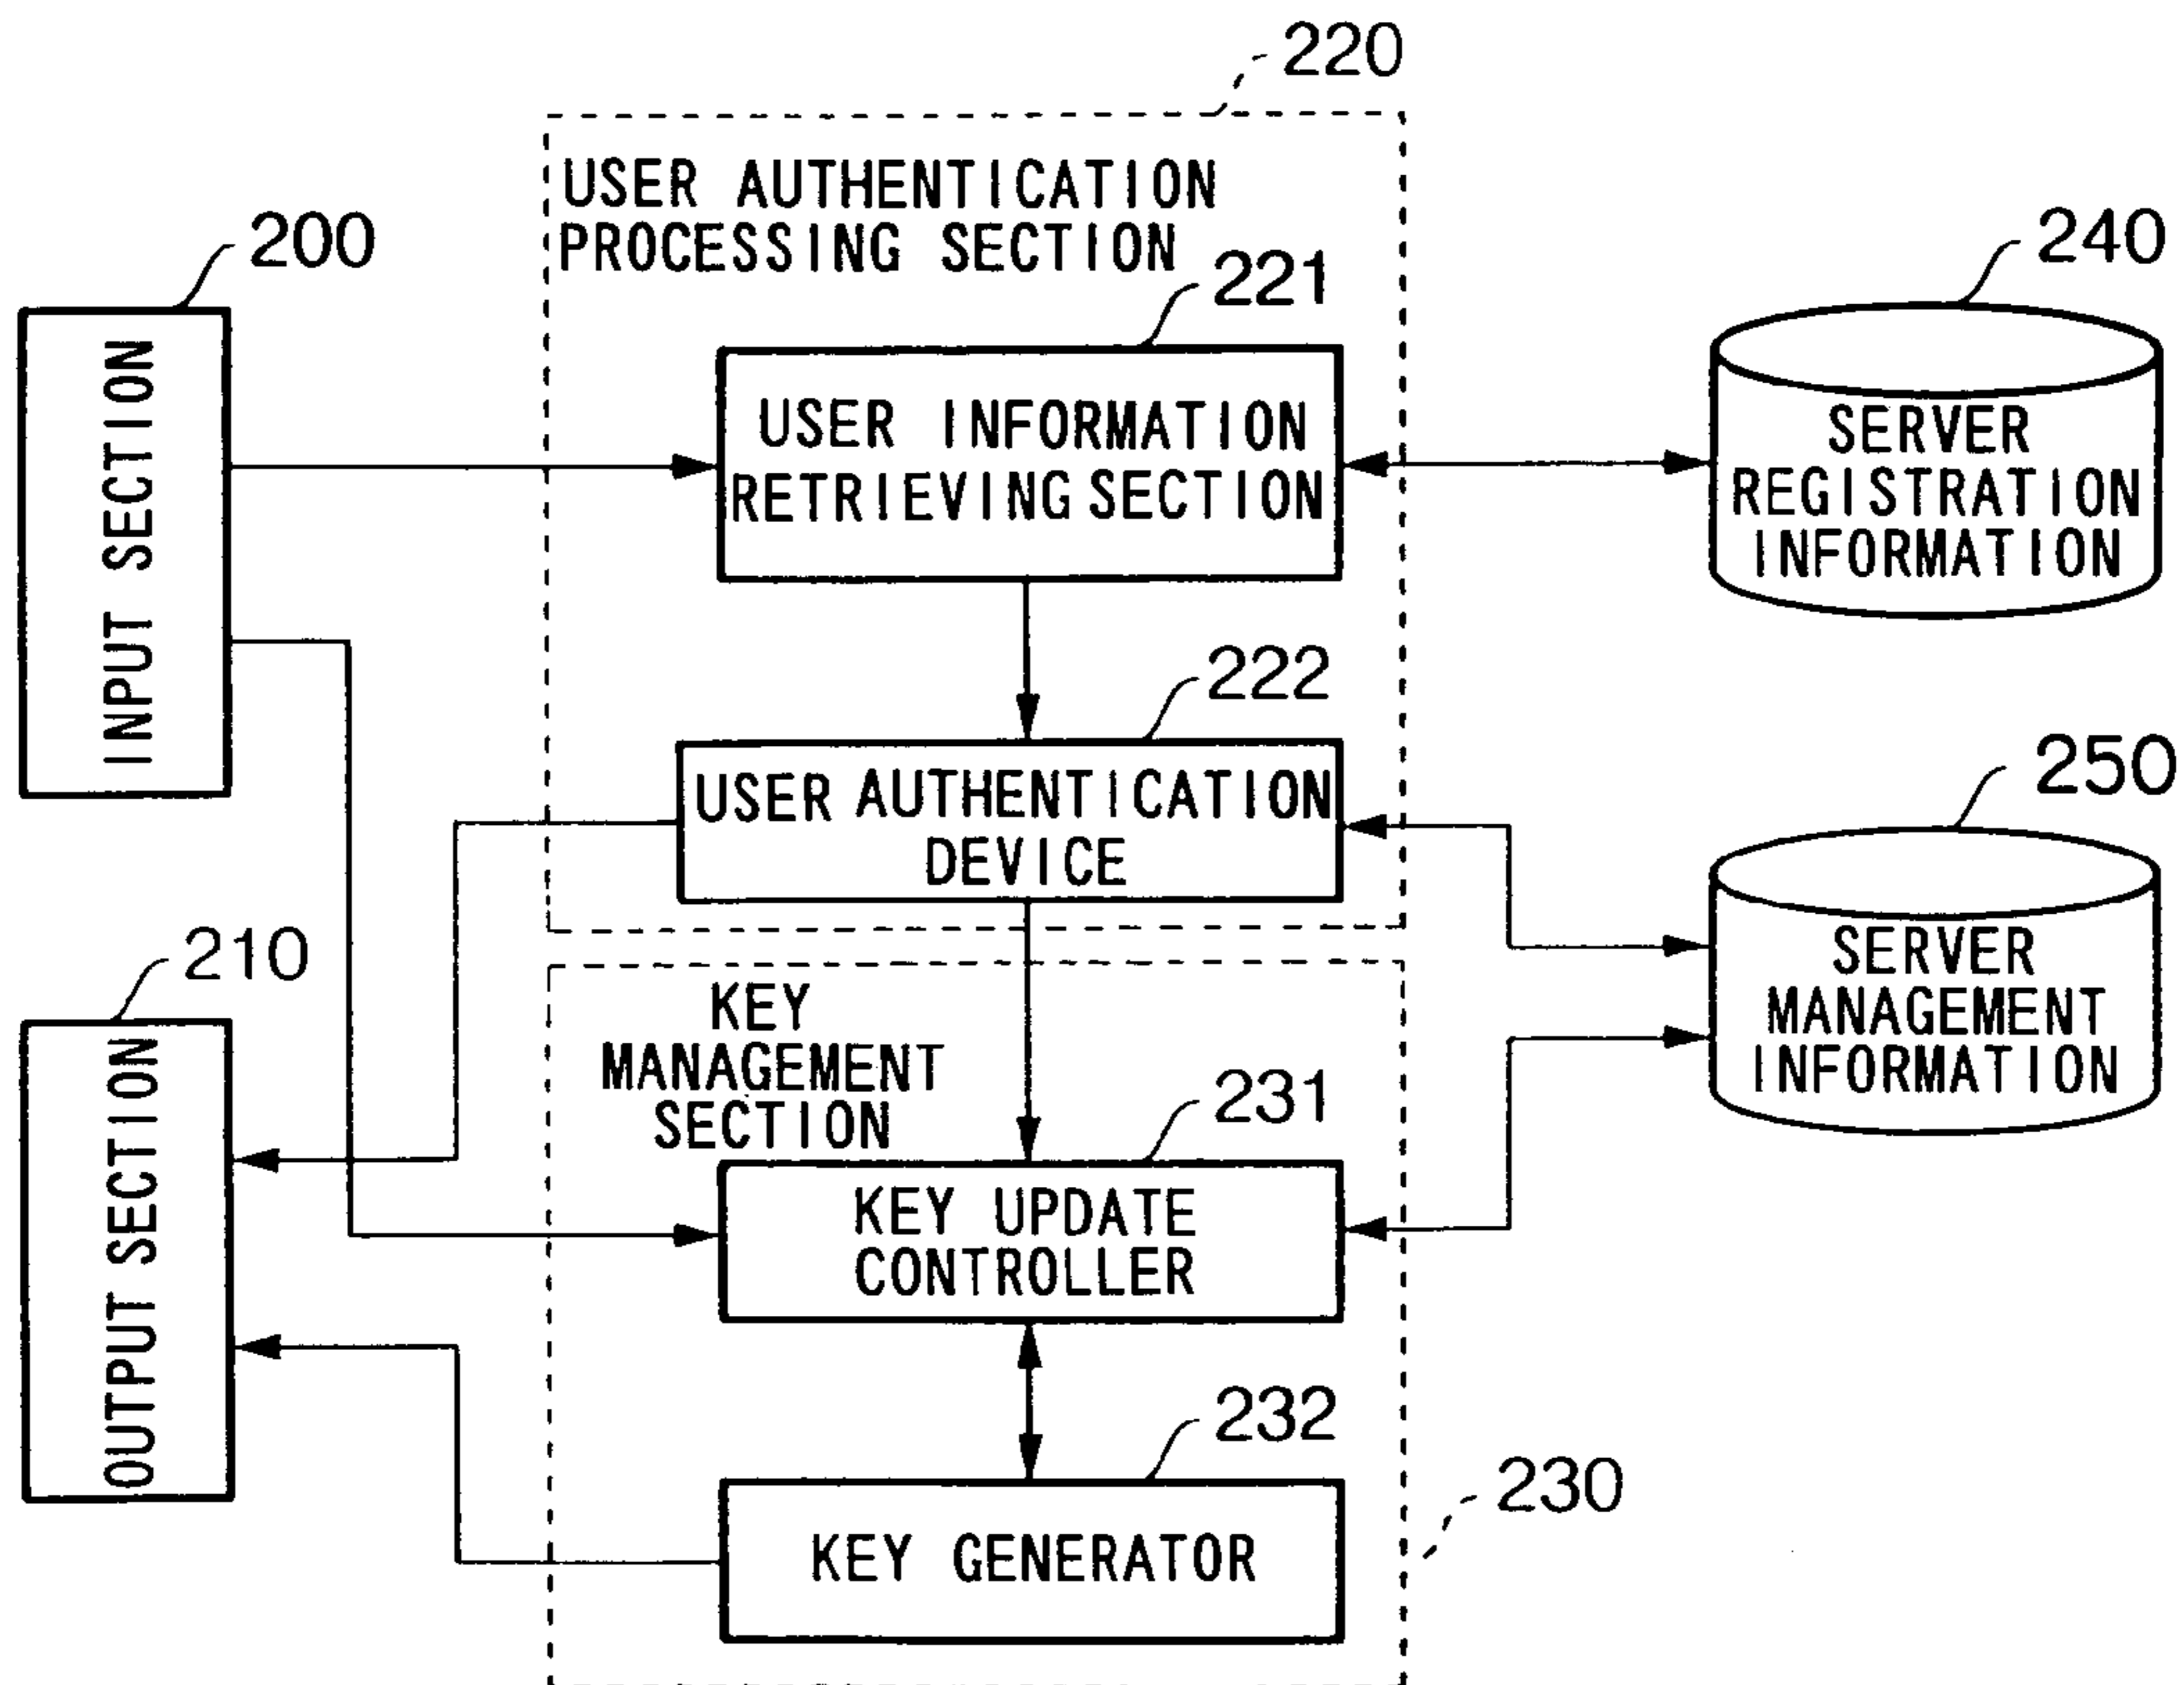 220
USER AUTHENTICATION
PROCESSING SECTION
200
221
240
INPUT SECTION
USER INFORMATION
RETRIEVING SECTION
SERVER
REGISTRATION
INFORMATION
222
USER AUTHENTICATION
DEVICE
250
SERVER
MANAGEMENT
INFORMATION
210
OUTPUT SECTION
KEY
MANAGEMENT
SECTION
231
KEY UPDATE
CONTROLLER
232
KEY GENERATOR
230